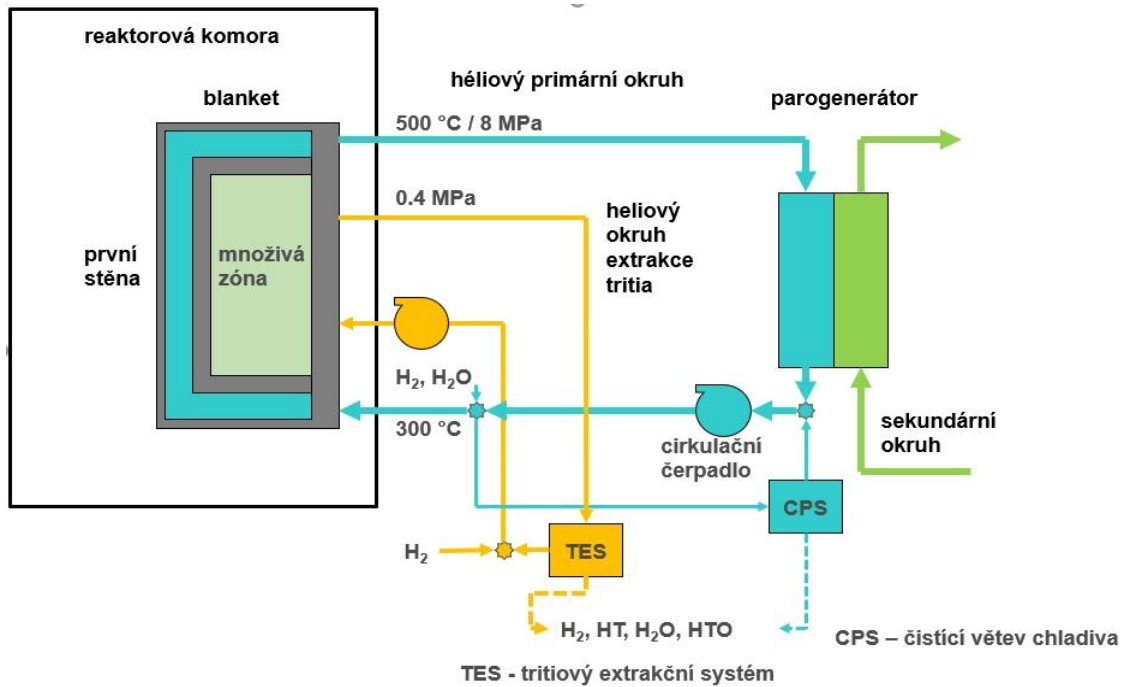 reaktorová komora
blanket
héliový primární okruh
parogenerátor
500 °C / 8 MPa
0.4 MPa
heliový
okruh
extrakce
tritia
první
stěna
množivá
zóna
H₂, H₂O
300 °C
cirkulační
čerpadlo
sekundární
okruh
CPS
H₂
TES
H₂, HT, H₂O, HTO
CPS – čistící větev chladiva
TES - tritiový extrakční systém